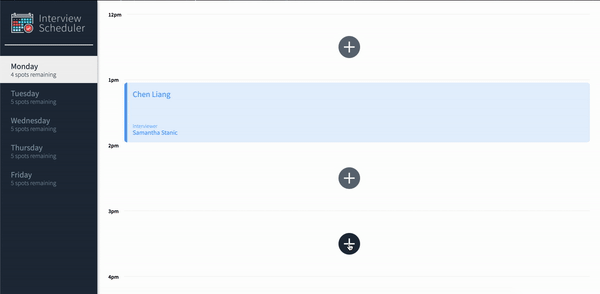 Interview
Scheduler
Monday
4 spots remaining
Tuesday
5 spots remaining
Wednesday
5 spots remaining
Thursday
5 spots remaining
Friday
5 spots remaining
12pm
1pm
Chen Liang
Interviewer
Samantha Stanic
2pm
3pm
4pm